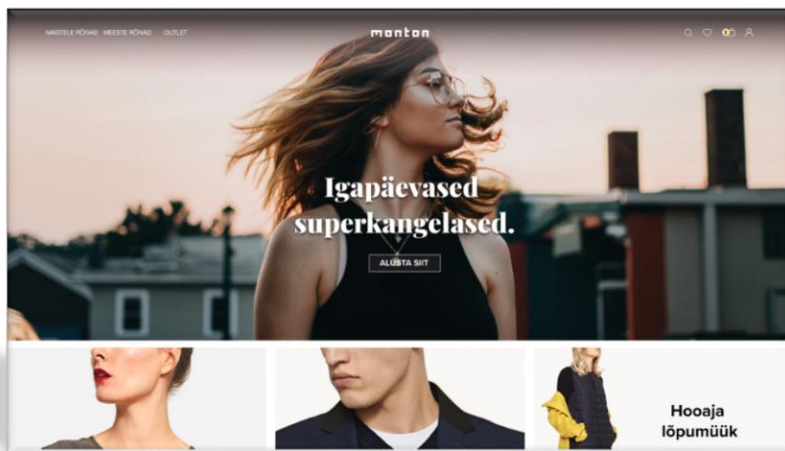 NAISTELE RÕIVAD MEESTE RÕIVAD OUTLET
monton
Igapäevased
superkangelased.
ALUSTA SIIT
Hooaja
lõpumüük